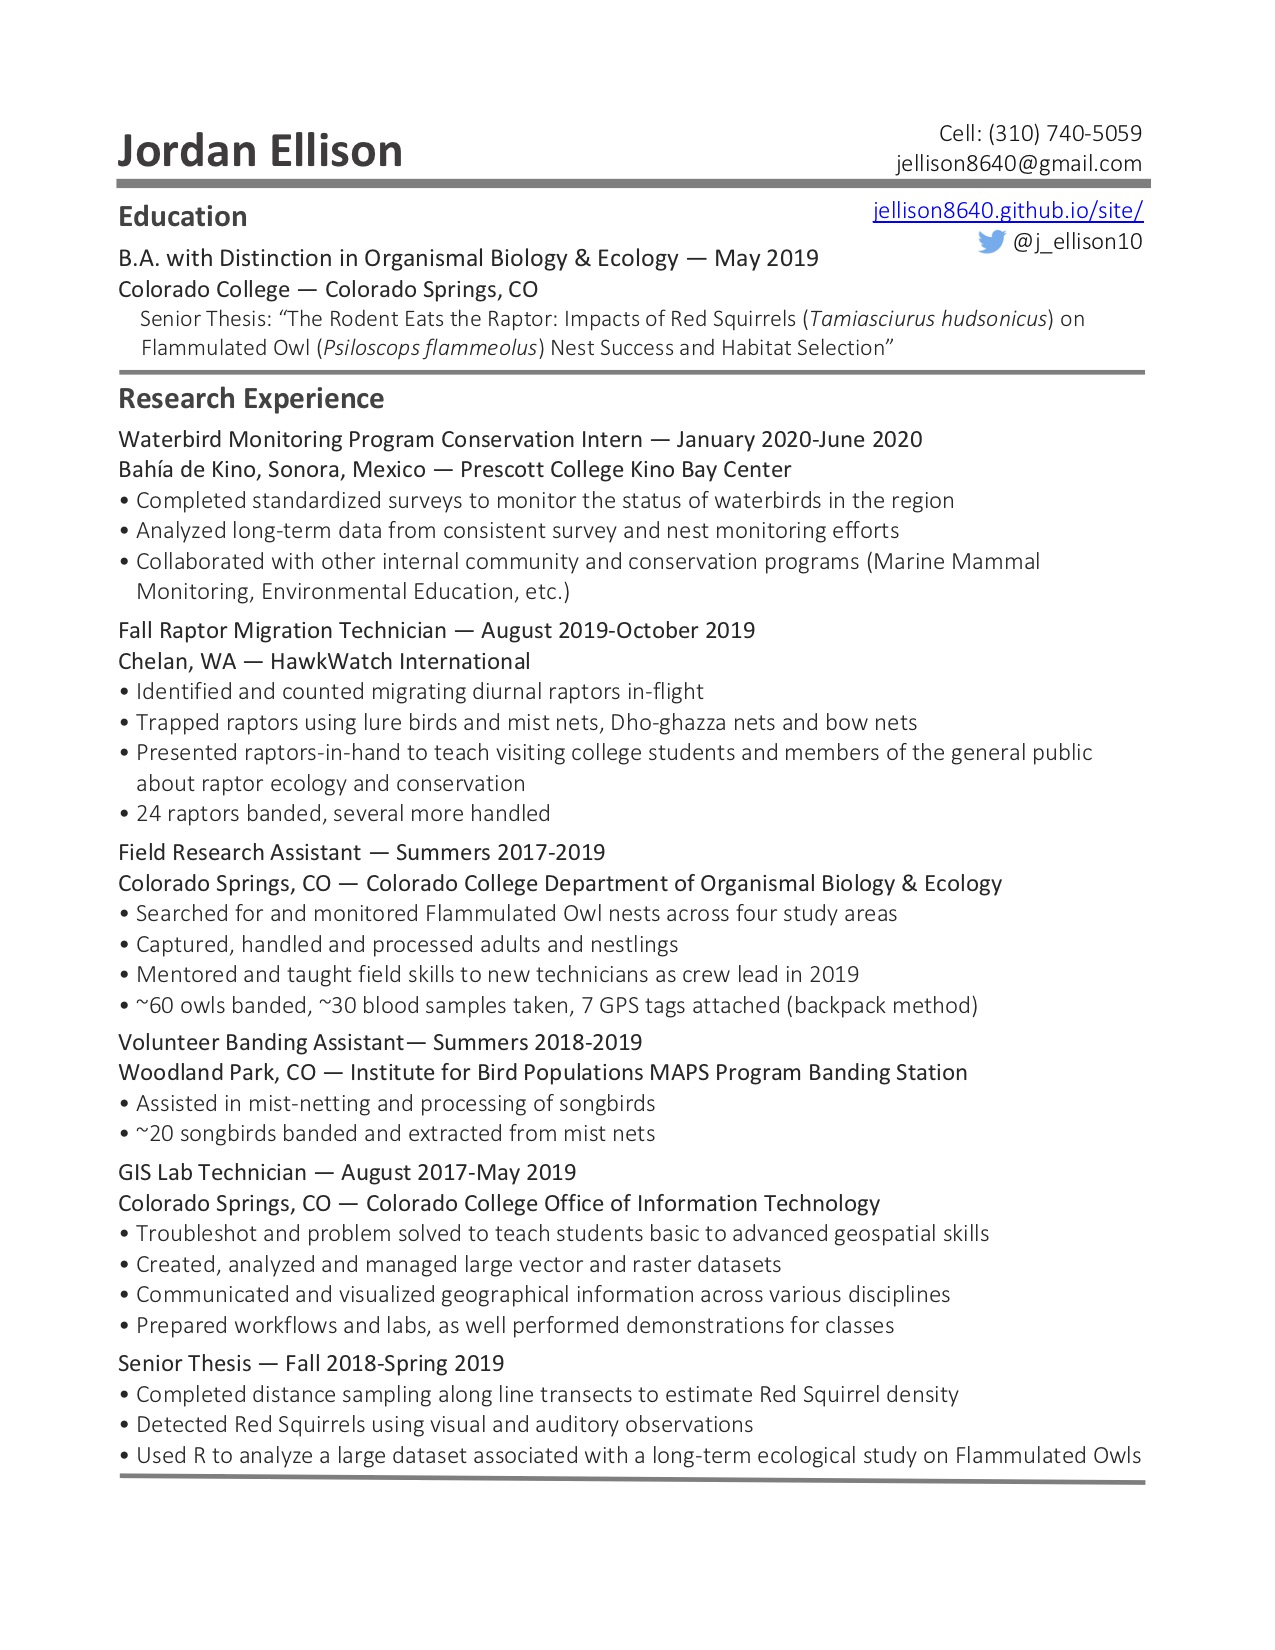 Jordan Ellison
Cell: (310) 740-5059
jellison8640@gmail.com
jellison8640.github.io/site/
@j_ellison10
Education
B.A. with Distinction in Organismal Biology & Ecology — May 2019
Colorado College — Colorado Springs, CO
Senior Thesis: “The Rodent Eats the Raptor: Impacts of Red Squirrels (Tamiasciurus hudsonicus) on
Flammulated Owl (Psiloscops flammeolus) Nest Success and Habitat Selection”
Research Experience
Waterbird Monitoring Program Conservation Intern — January 2020-June 2020
Bahía de Kino, Sonora, Mexico — Prescott College Kino Bay Center
• Completed standardized surveys to monitor the status of waterbirds in the region
• Analyzed long-term data from consistent survey and nest monitoring efforts
• Collaborated with other internal community and conservation programs (Marine Mammal
Monitoring, Environmental Education, etc.)
Fall Raptor Migration Technician — August 2019-October 2019
Chelan, WA — HawkWatch International
• Identified and counted migrating diurnal raptors in-flight
• Trapped raptors using lure birds and mist nets, Dho-ghazza nets and bow nets
• Presented raptors-in-hand to teach visiting college students and members of the general public
about raptor ecology and conservation
• 24 raptors banded, several more handled
Field Research Assistant — Summers 2017-2019
Colorado Springs, CO — Colorado College Department of Organismal Biology & Ecology
• Searched for and monitored Flammulated Owl nests across four study areas
• Captured, handled and processed adults and nestlings
• Mentored and taught field skills to new technicians as crew lead in 2019
• ~60 owls banded, ~30 blood samples taken, 7 GPS tags attached (backpack method)
Volunteer Banding Assistant— Summers 2018-2019
Woodland Park, CO — Institute for Bird Populations MAPS Program Banding Station
• Assisted in mist-netting and processing of songbirds
• ~20 songbirds banded and extracted from mist nets
GIS Lab Technician — August 2017-May 2019
Colorado Springs, CO — Colorado College Office of Information Technology
• Troubleshot and problem solved to teach students basic to advanced geospatial skills
• Created, analyzed and managed large vector and raster datasets
• Communicated and visualized geographical information across various disciplines
• Prepared workflows and labs, as well performed demonstrations for classes
Senior Thesis — Fall 2018-Spring 2019
• Completed distance sampling along line transects to estimate Red Squirrel density
• Detected Red Squirrels using visual and auditory observations
• Used R to analyze a large dataset associated with a long-term ecological study on Flammulated Owls